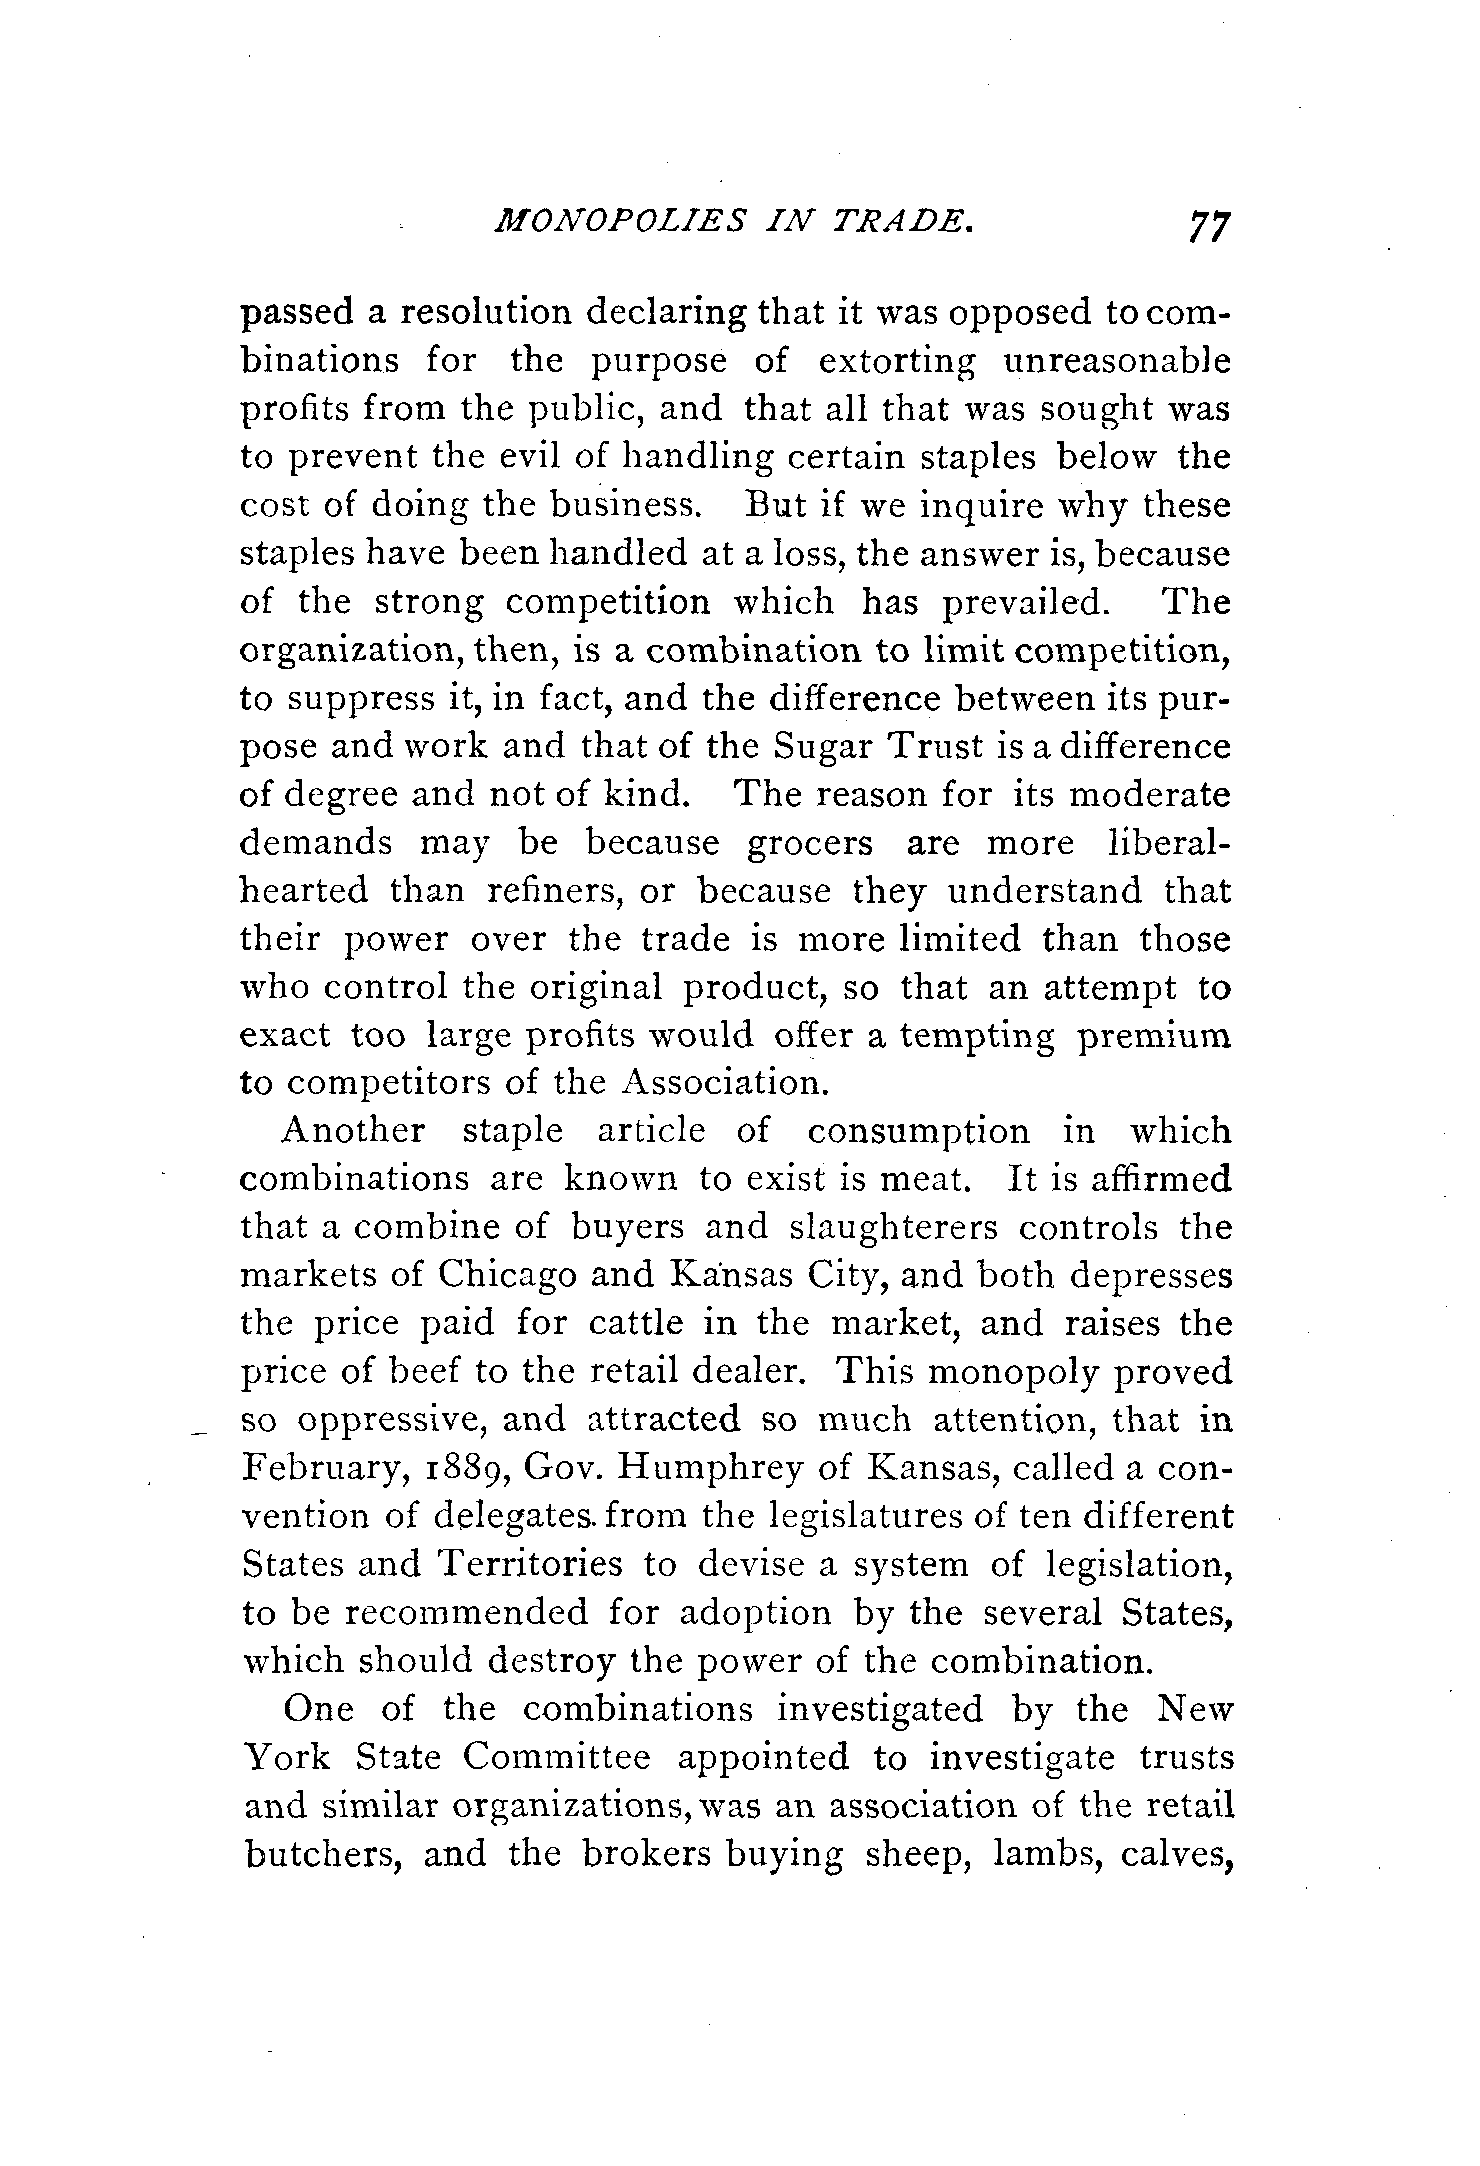 MONOPOLIES IN TRADE. 77
passed a resolution declaring that it was opposed to com-
binations for the purpose of extorting unreasonable
profits from the public, and that all that was sought was
to prevent the evil of handling certain staples below the
cost of doing the business. But if we inquire why these
staples have been handled at a loss, the answer is, because
of the strong competition which has prevailed. The
organization, then, is a combination to limit competition,
to suppress it, in fact, and the difference between its pur-
pose and work and that of the Sugar Trust is a difference
of degree and not of kind. The reason for its moderate
demands may be because grocers are more liberal-
hearted than refiners, or because they understand that
their power over the trade is more limited than those
who control the original product, so that an attempt to
exact too large profits would offer a tempting premium
to competitors of the Association.
Another staple article of consumption in which
combinations are known to exist is meat. It is affirmed
that a combine of buyers and slaughterers controls the
markets of Chicago and Kansas City, and both depresses
the price paid for cattle in the market, and raises the
price of beef to the retail dealer. This monopoly proved
so oppressive, and attracted so much attention, that in
February, 1889, Gov. Humphrey of Kansas, called a con-
vention of delegates from the legislatures of ten different
States and Territories to devise a system of legislation,
to be recommended for adoption by the several States,
which should destroy the power of the combination.
One of the combinations investigated by the New
York State Committee appointed to investigate trusts
and similar organizations, was an association of the retail
butchers, and the brokers buying sheep, lambs, calves,